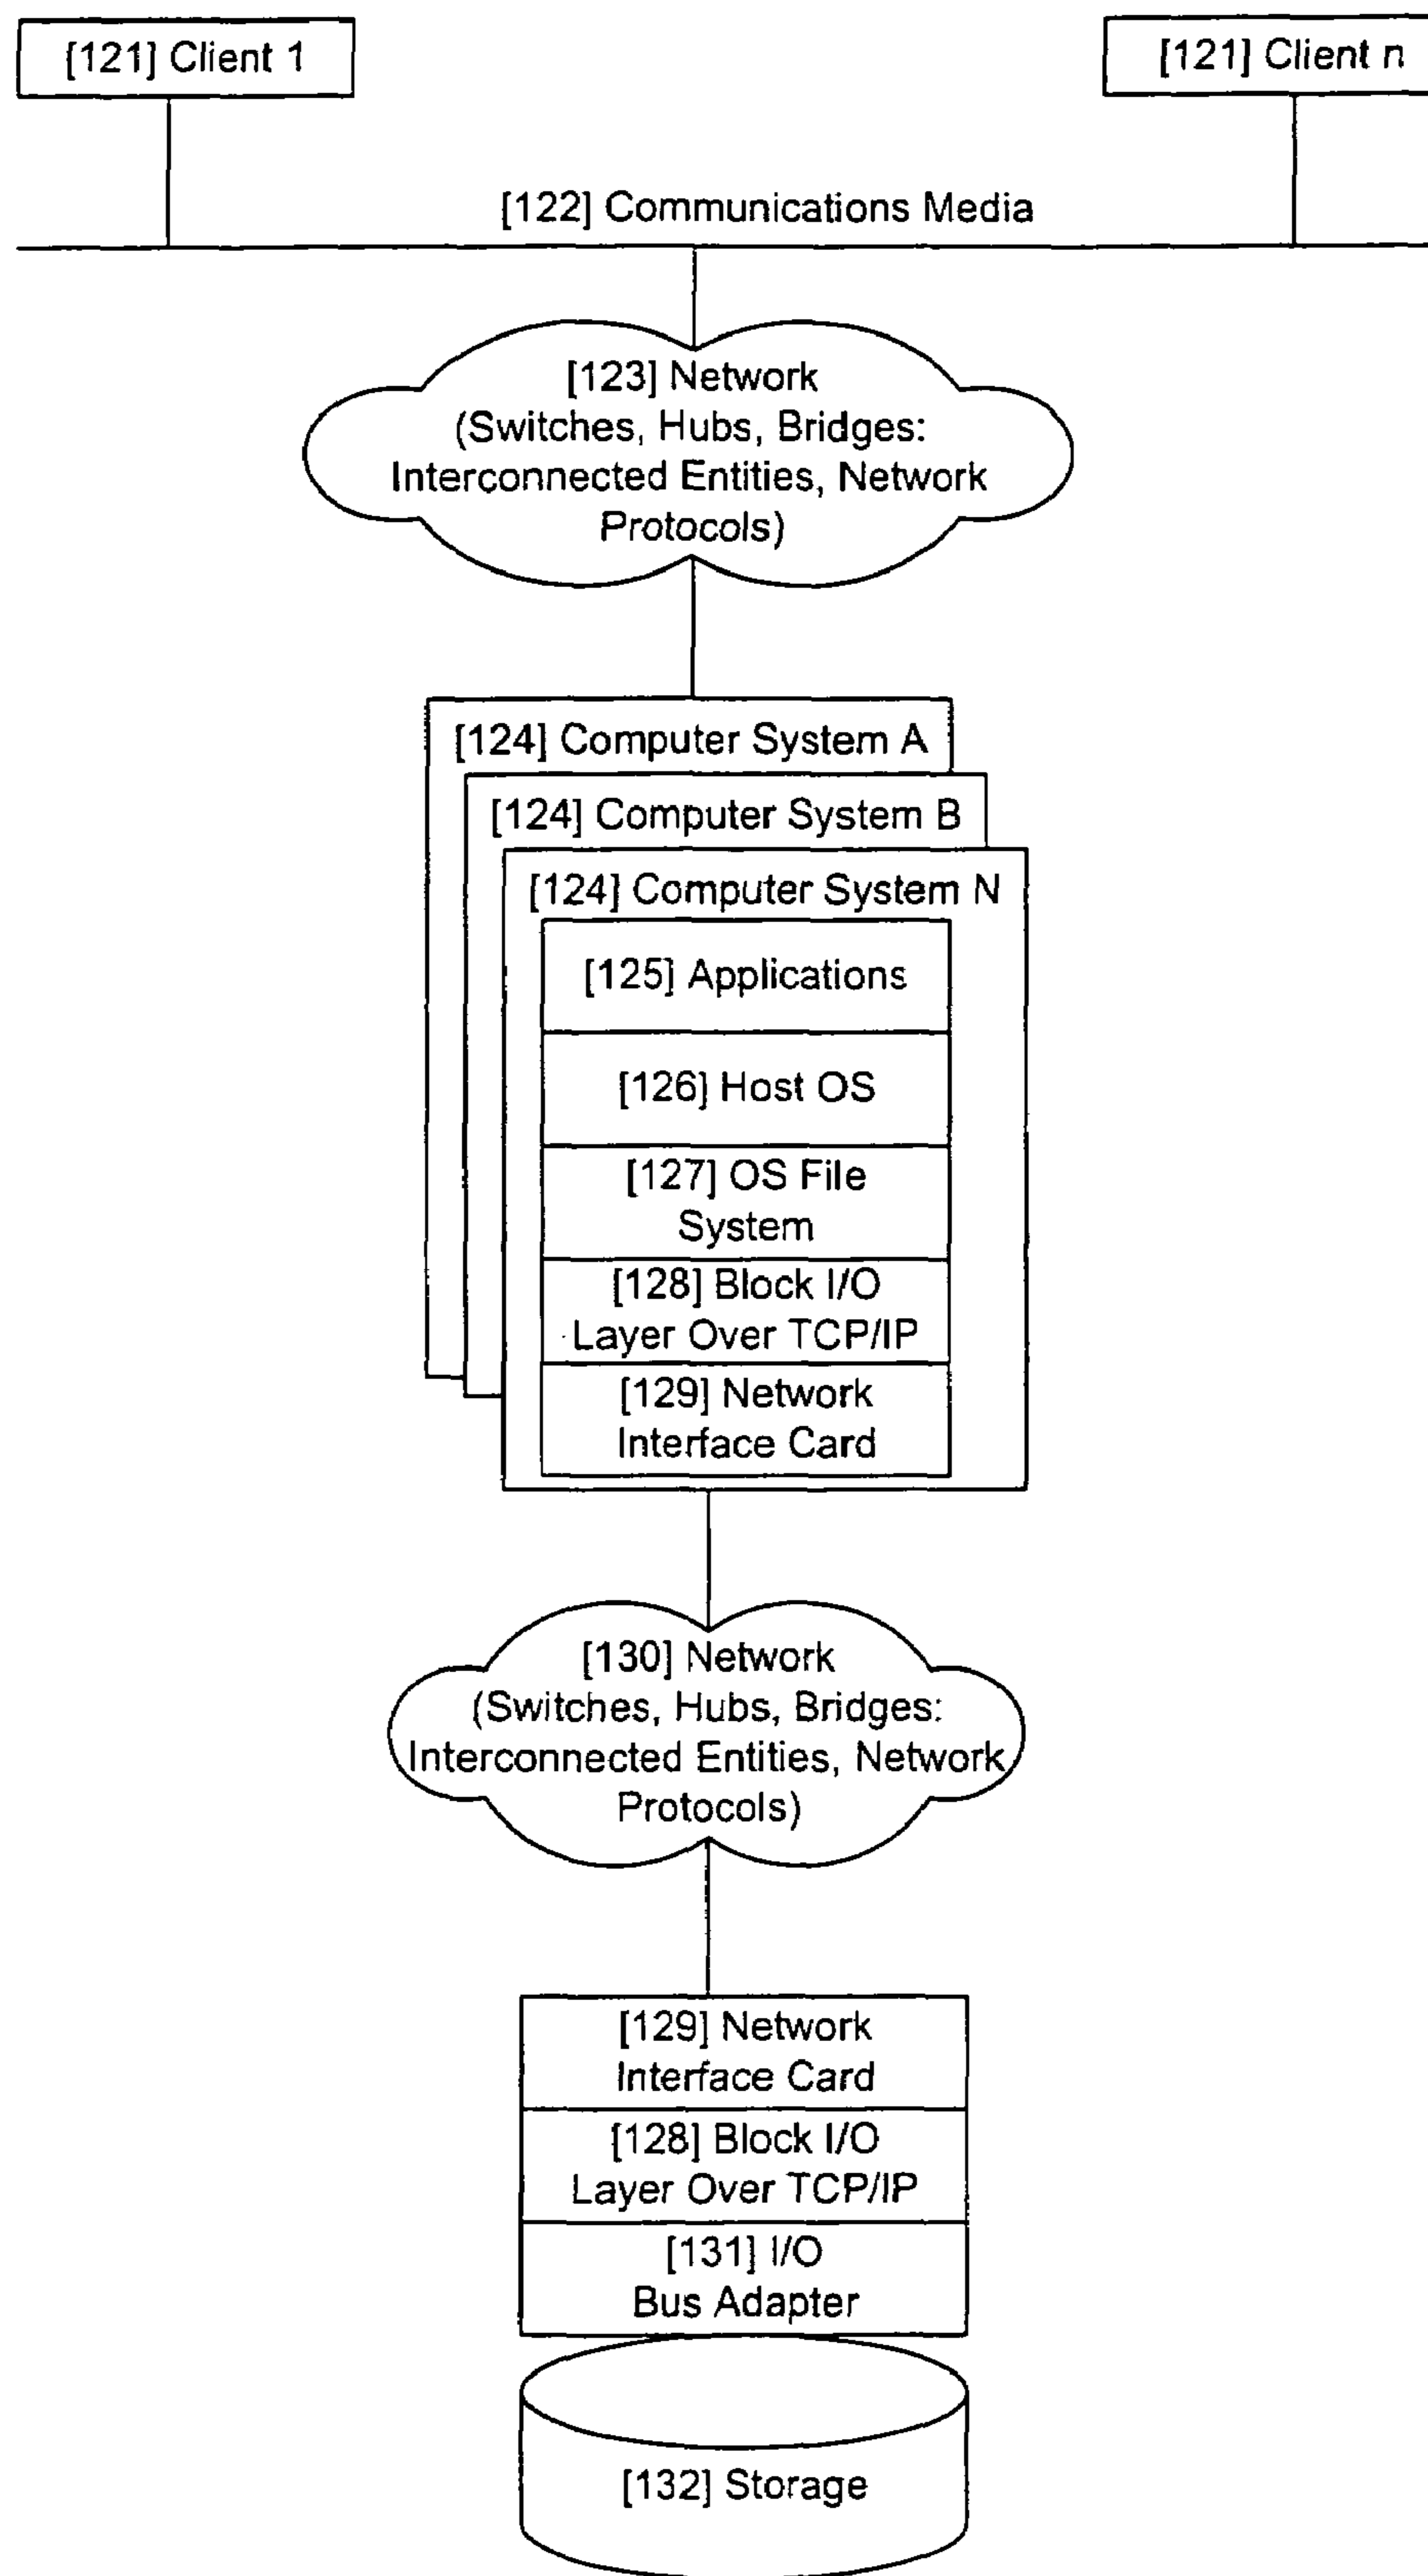 [121] Client 1
[121] Client n
[122] Communications Media
[123] Network
(Switches, Hubs, Bridges:
Interconnected Entities, Network
Protocols)
[124] Computer System A
[124] Computer System B
[124] Computer System N
[125] Applications
[126] Host OS
[127] OS File
System
[128] Block I/O
Layer Over TCP/IP
[129] Network
Interface Card
[130] Network
(Switches, Hubs, Bridges:
Interconnected Entities, Network
Protocols)
[129] Network
Interface Card
[128] Block I/O
Layer Over TCP/IP
[131] I/O
Bus Adapter
[132] Storage